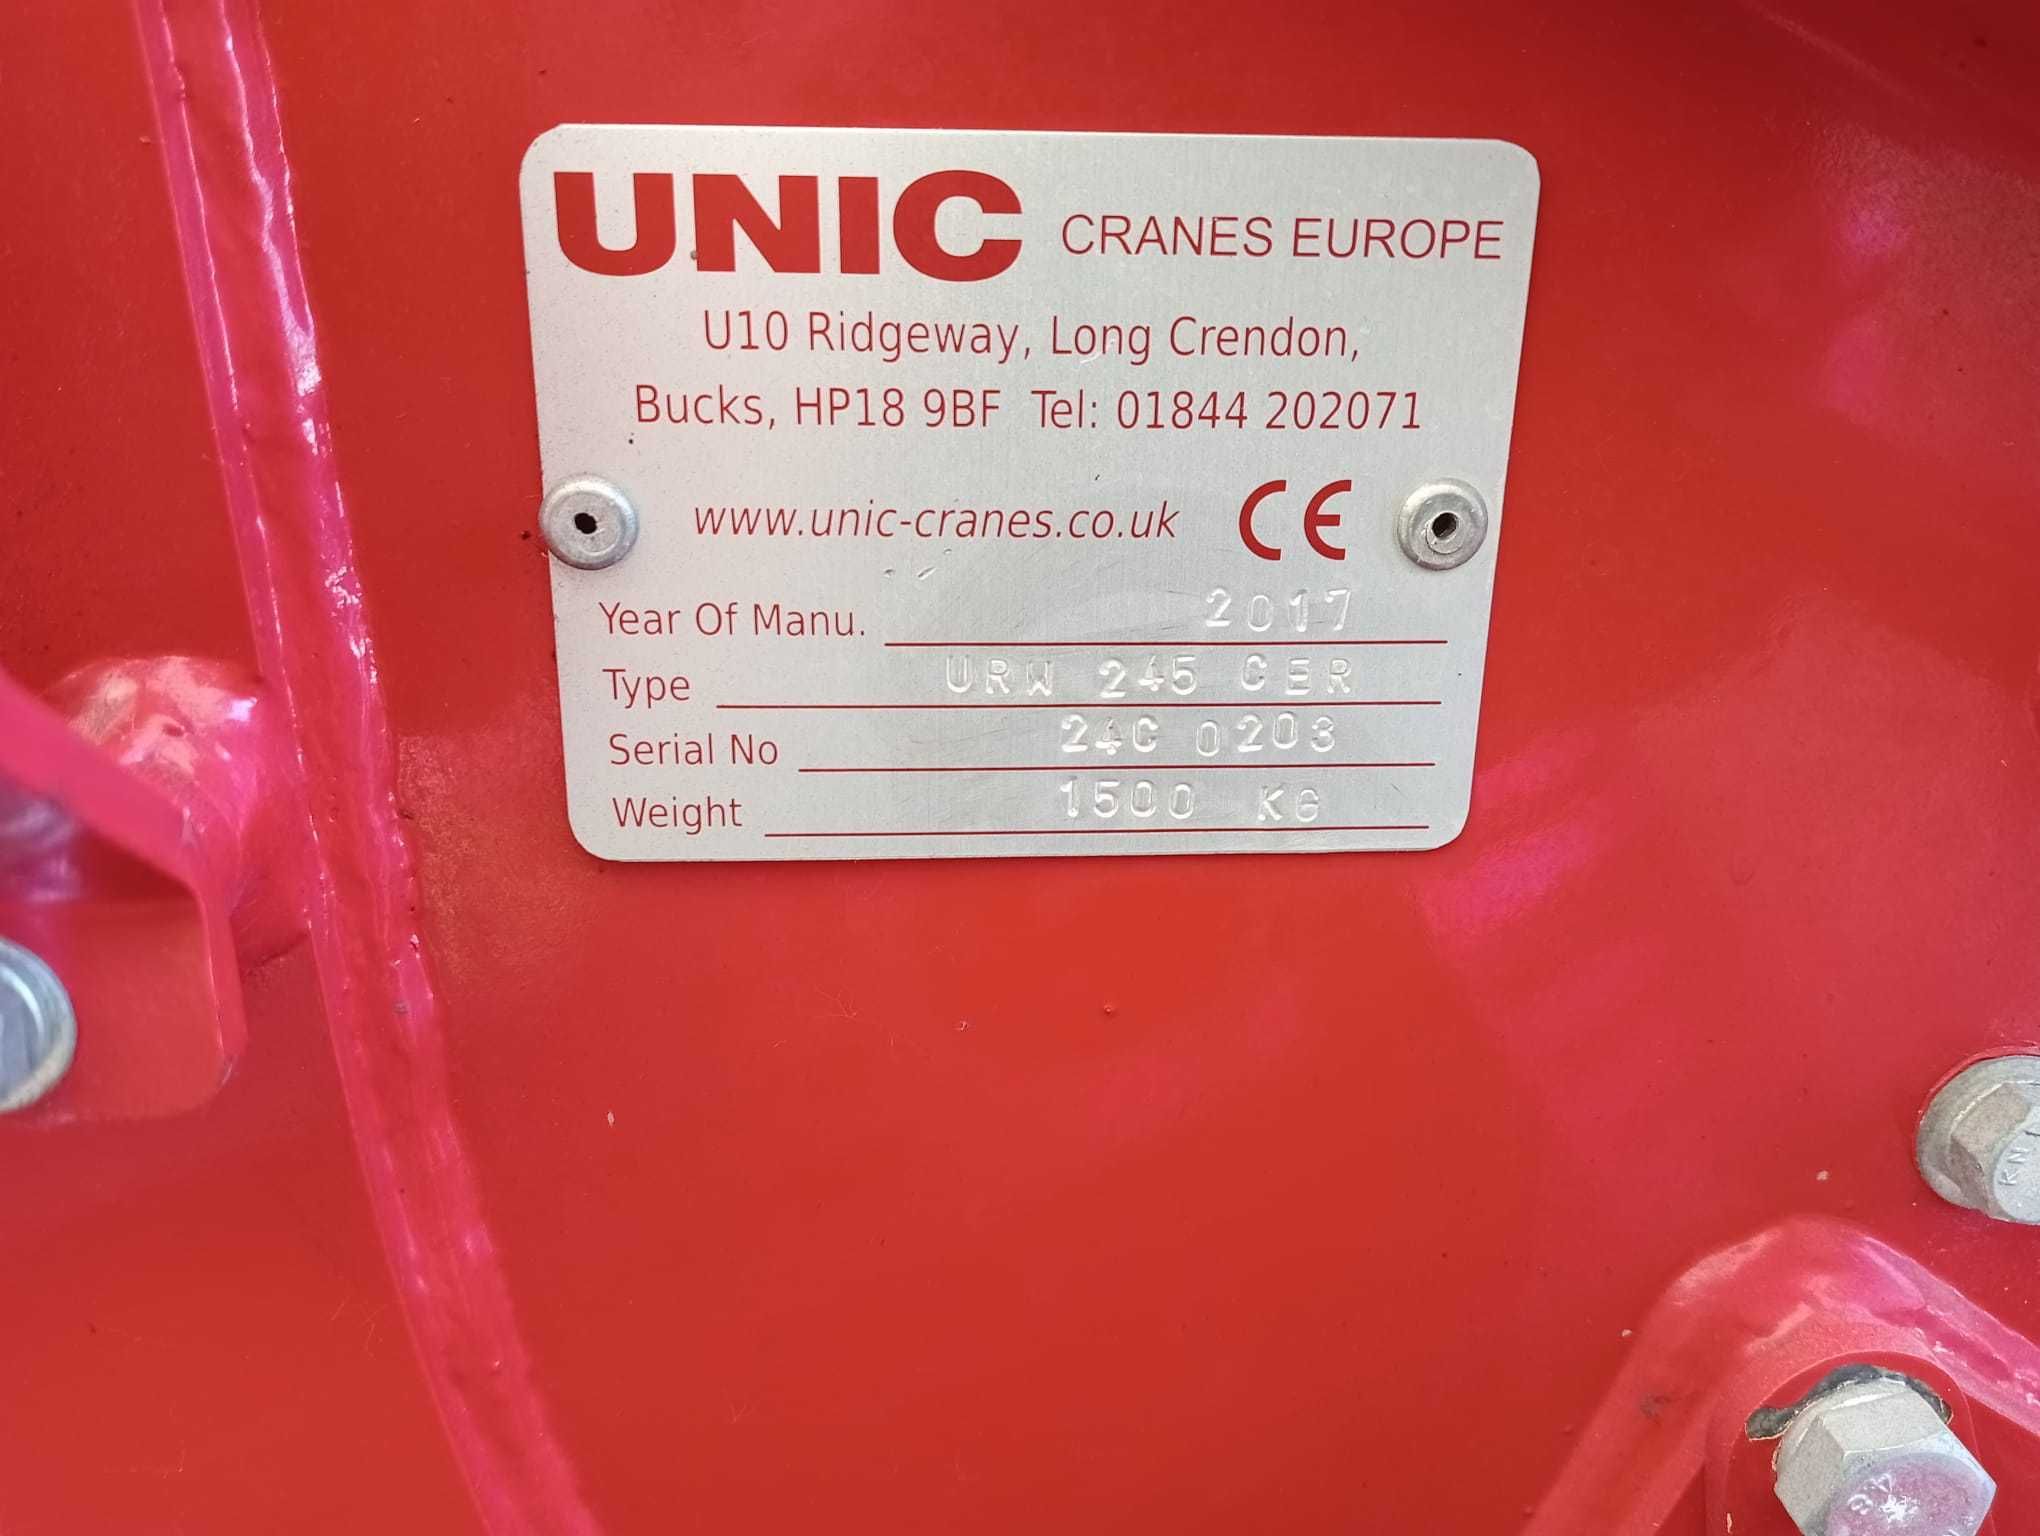 UNIC CRANES EUROPE
U10 Ridgeway, Long Crendon,
Bucks, HP18 9BF Tel: 01844 202071
www.unic-cranes.co.uk CE
Year Of Manu. 2017
Type URW 245 CER
Serial No 24C 0203
Weight 1500 KG